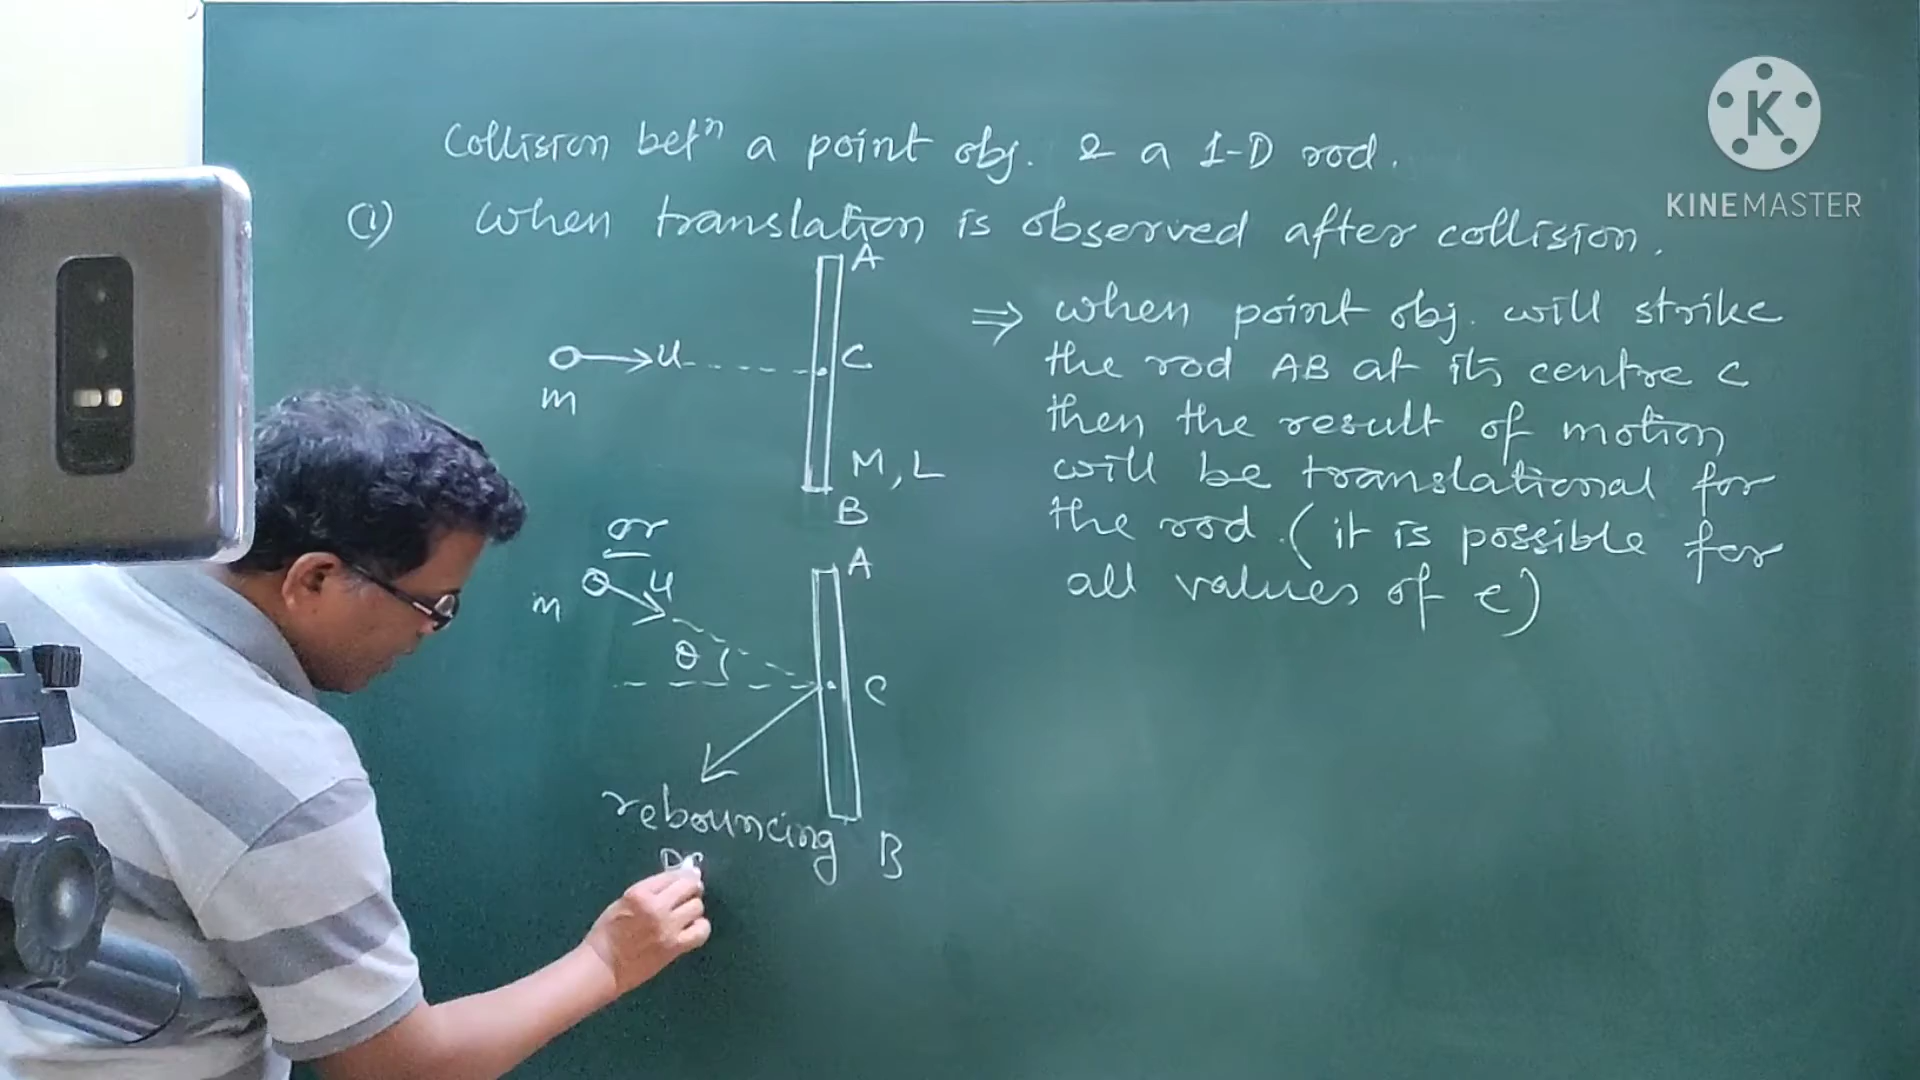 Collision betⁿ a point obj. & a 1-D rod.
(1) when translation is observed after collision.
A
m
u
C
M, L
B
⇒ when point obj. will strike
the rod AB at its centre C
then the result of motion
will be translational for
the rod. (it is possible for
all values of e)
or
m
u
θ
A
C
rebouncing
B
K
KINEMASTER